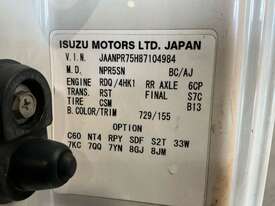 ISUZU MOTORS LTD. JAPAN
V.I.N. JAANPR75H87104984
M.D. NPR5SN BC/AJ
ENGINE RDQ /4HK1 RR AXLE 6CP
TRANS. RST FINAL S7C
TIRE CSM B13
B.COLOR/TRIM 729/155
OPTION
C60 NT4 RPY SDF S2T 33W
7KC 7QQ 7YN 8GJ 8JM